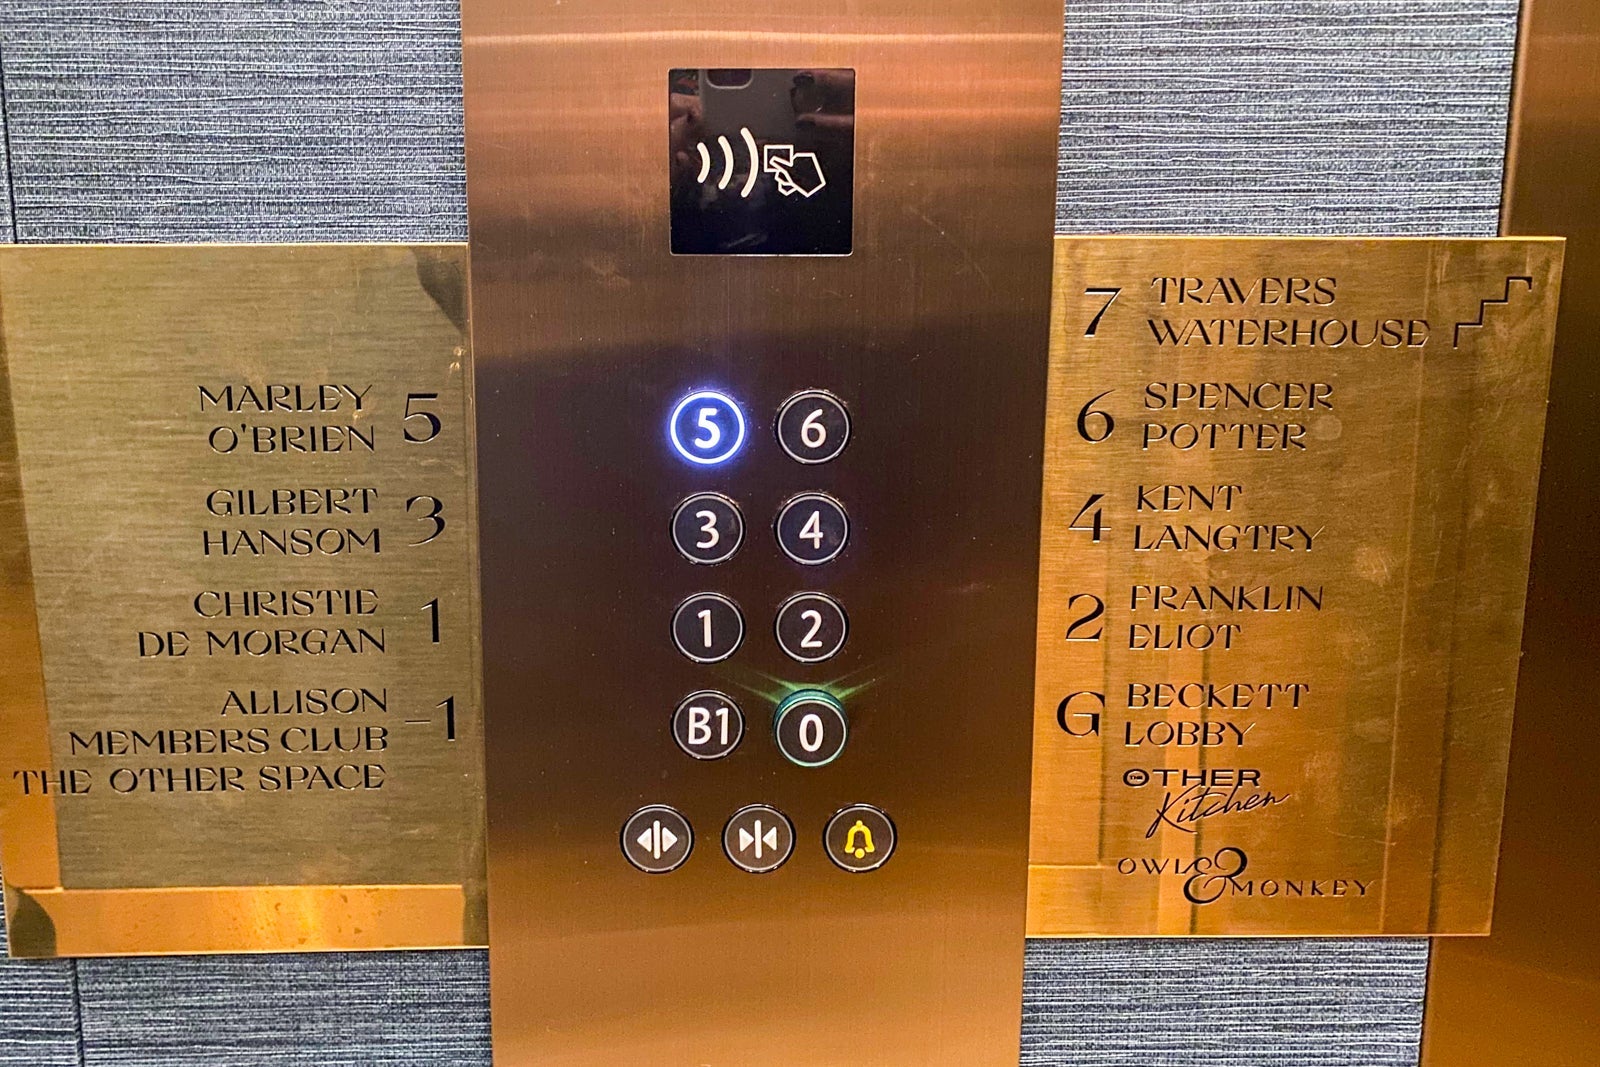 MARLEY
O'BRIEN 5
GILBERT
HANSOM 3
CHRISTIE
DE MORGAN 1
ALLISON
MEMBERS CLUB -1
THE OTHER SPACE
5 6
3 4
1 2
B1 0
7 TRAVERS
WATERHOUSE
6 SPENCER
POTTER
4 KENT
LANGTRY
2 FRANKLIN
ELIOT
G BECKETT
LOBBY
THE OTHER
Kitchen
OWL & MONKEY